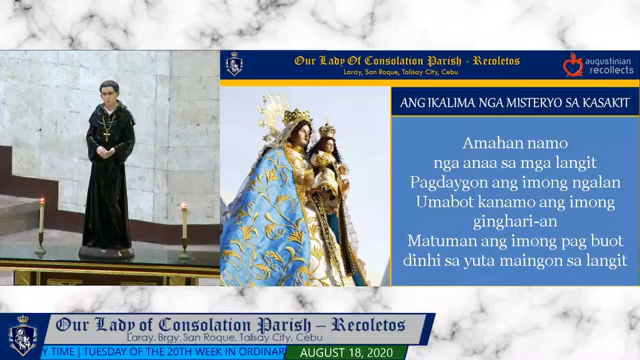 Our Lady Of Consolation Parish - Recoletos
Laray, San Roque, Talisay City, Cebu
augustinian
recollects
ANG IKALIMA NGA MISTERYO SA KASAKIT
Amahan namo
nga anaa sa mga langit
Pagdaygon ang imong ngalan
Umabot kanamo ang imong
ginghari-an
Matuman ang imong pag buot
dinhi sa yuta maingon sa langit
Our Lady of Consolation Parish – Recoletos
Laray, Brgy. San Roque, Talisay City, Cebu
Y TIME | TUESDAY OF THE 20TH WEEK IN ORDINAR
AUGUST 18, 2020